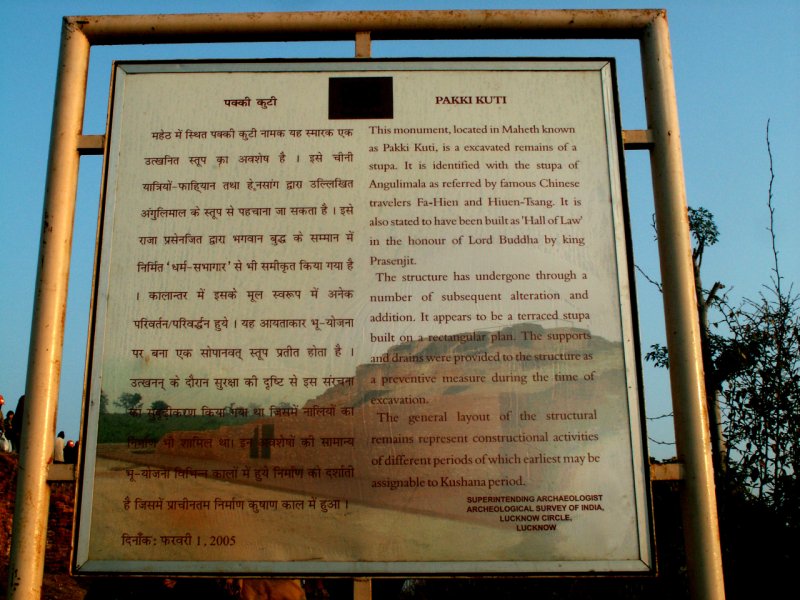 पक्की कुटी
महेठ में स्थित पक्की कुटी नामक यह स्मारक एक
उत्खनित स्तूप का अवशेष है । इसे चीनी
यात्रियों-फाहियान तथा ह्वेनसांग द्वारा उल्लिखित
अंगुलिमाल के स्तूप से पहचाना जा सकता है । इसे
राजा प्रसेनजित द्वारा भगवान बुद्ध के सम्मान में
निर्मित 'धर्म-सभागार' से भी समीकृत किया गया है
। कालान्तर में इसके मूल स्वरूप में अनेक
परिवर्तन/परिवर्द्धन हुये । यह आयताकार भू-योजना
पर बना एक सोपानवत् स्तूप प्रतीत होता है ।
उत्खनन् के दौरान सुरक्षा की दृष्टि से इस संरचना
का सुदृढ़ीकरण किया गया था जिसमें नालियों का
निर्माण भी शामिल था। इन अवशेषों की सामान्य
भू-योजना विभिन्न कालों में हुये निर्माण को दर्शाती
है जिसमें प्राचीनतम निर्माण कुषाण काल में हुआ ।
दिनाँक: फरवरी 1, 2005
PAKKI KUTI
This monument, located in Maheth known
as Pakki Kuti, is a excavated remains of a
stupa. It is identified with the stupa of
Angulimala as referred by famous Chinese
travelers Fa-Hien and Hiuen-Tsang. It is
also stated to have been built as 'Hall of Law'
in the honour of Lord Buddha by king
Prasenjit.
The structure has undergone through a
number of subsequent alteration and
addition. It appears to be a terraced stupa
built on a rectangular plan. The supports
and drains were provided to the structure as
a preventive measure during the time of
excavation.
The general layout of the structural
remains represent constructional activities
of different periods of which earliest may be
assignable to Kushana period.
SUPERINTENDING ARCHAEOLOGIST
ARCHAEOLOGICAL SURVEY OF INDIA,
LUCKNOW CIRCLE,
LUCKNOW